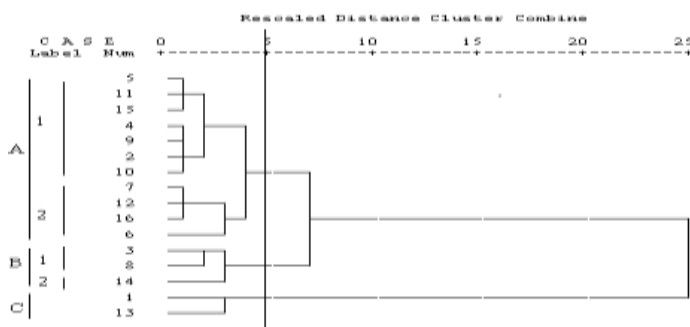 Rescaled Distance Cluster Combine
C A S E 0 5 10 15 20 25
Label Num
5
11
15
1 4
9
A 2
10
7
12
2 16
6
3
B 1 8
2 14
1
C 13